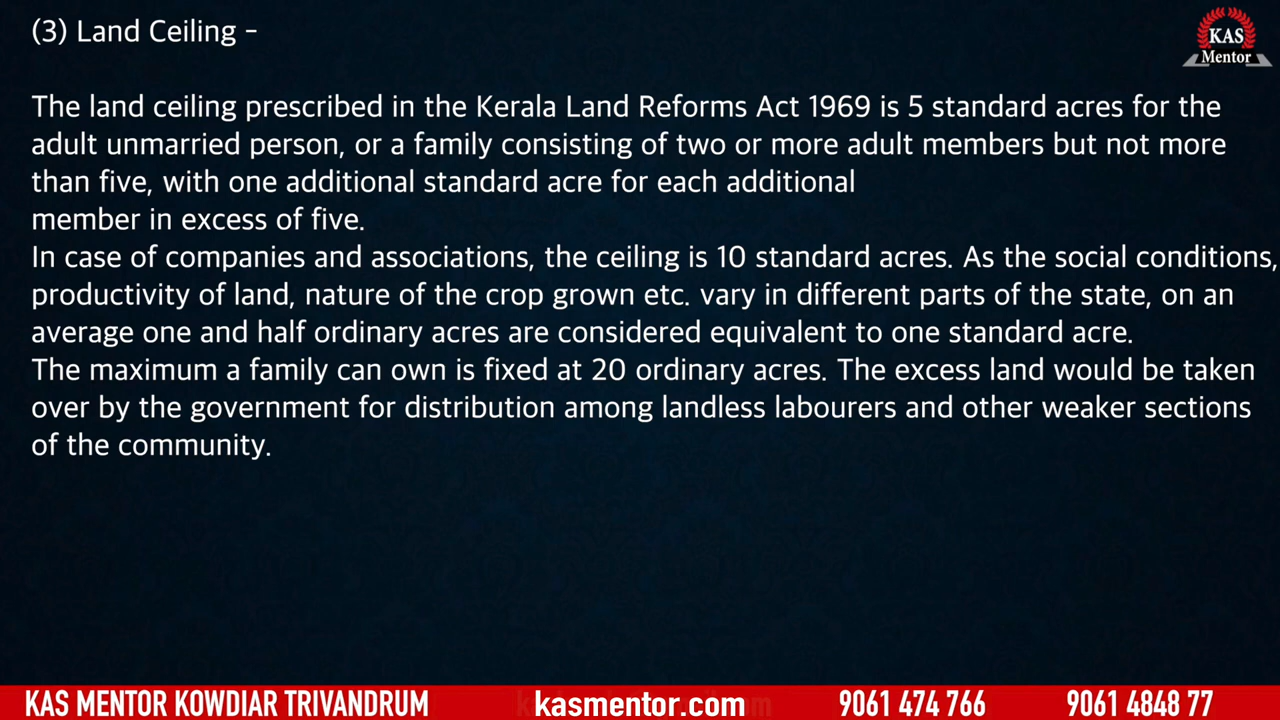 (3) Land Ceiling -
KAS
Mentor
The land ceiling prescribed in the Kerala Land Reforms Act 1969 is 5 standard acres for the
adult unmarried person, or a family consisting of two or more adult members but not more
than five, with one additional standard acre for each additional
member in excess of five.
In case of companies and associations, the ceiling is 10 standard acres. As the social conditions,
productivity of land, nature of the crop grown etc. vary in different parts of the state, on an
average one and half ordinary acres are considered equivalent to one standard acre.
The maximum a family can own is fixed at 20 ordinary acres. The excess land would be taken
over by the government for distribution among landless labourers and other weaker sections
of the community.
KAS MENTOR KOWDIAR TRIVANDRUM kasmentor.com 9061 474 766 9061 4848 77